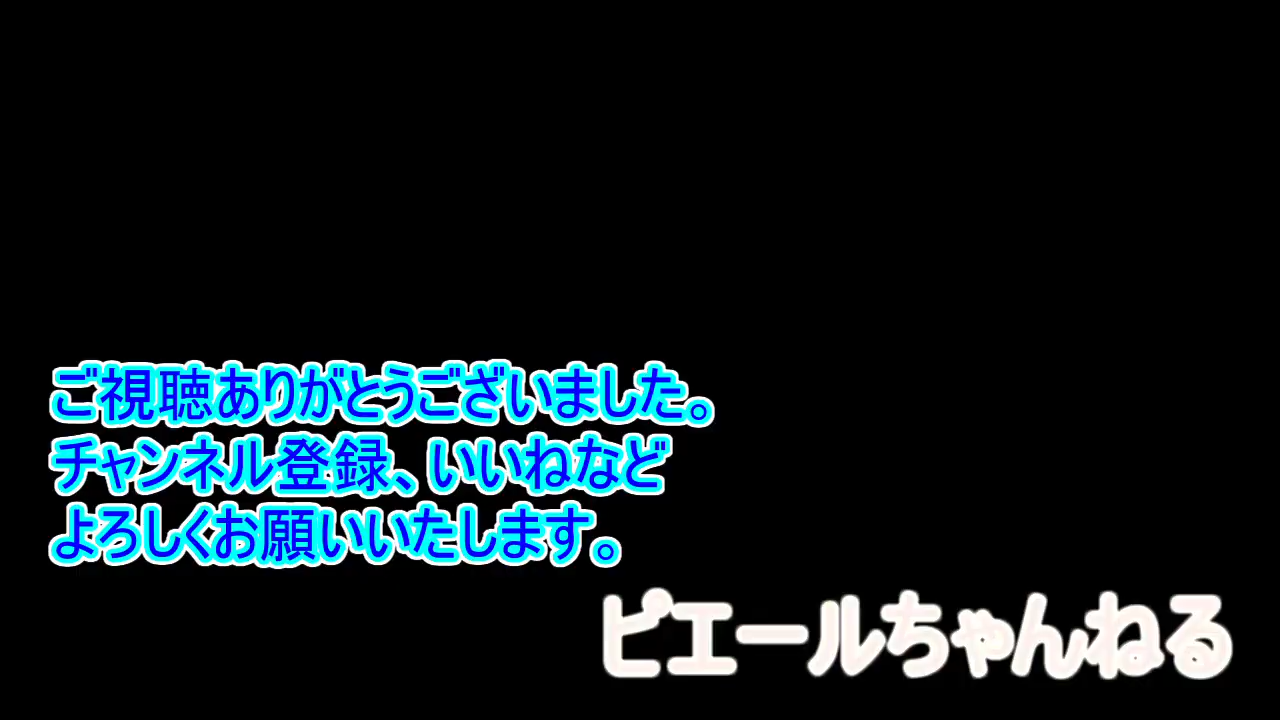 ご視聴ありがとうございました。
チャンネル登録、いいねなど
よろしくお願いいたします。
ピエールちゃんねる